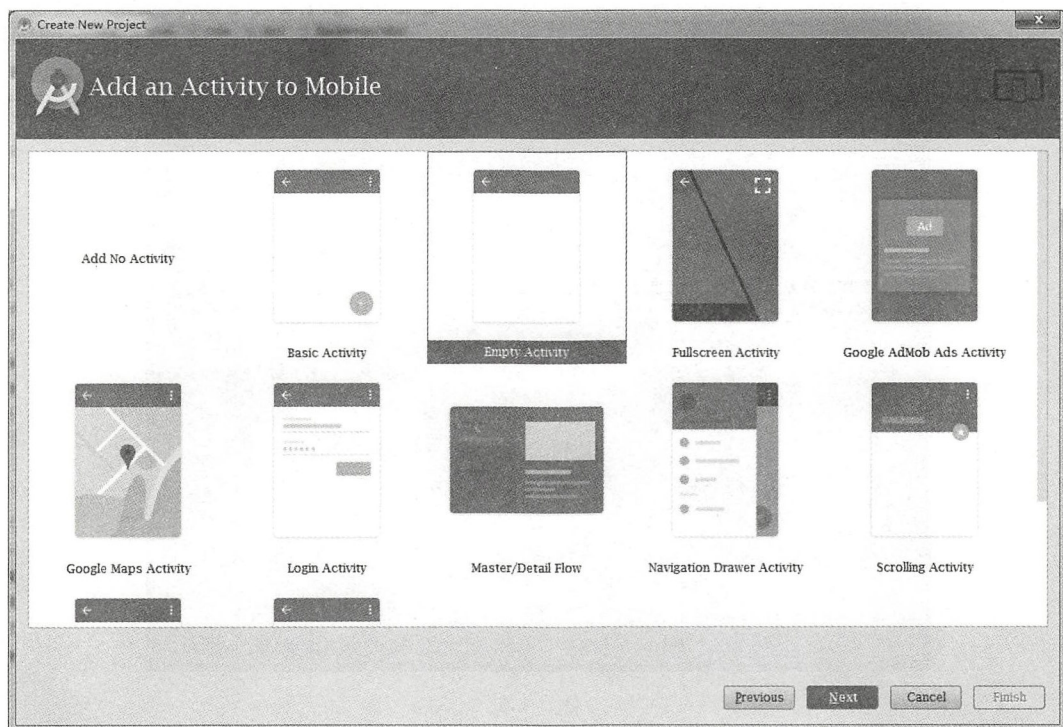 Create New Project
Add an Activity to Mobile
Add No Activity
Basic Activity
Empty Activity
Fullscreen Activity
Ad
Google AdMob Ads Activity
Google Maps Activity
Login Activity
Master/Detail Flow
Navigation Drawer Activity
Scrolling Activity
Previous
Next
Cancel
Finish